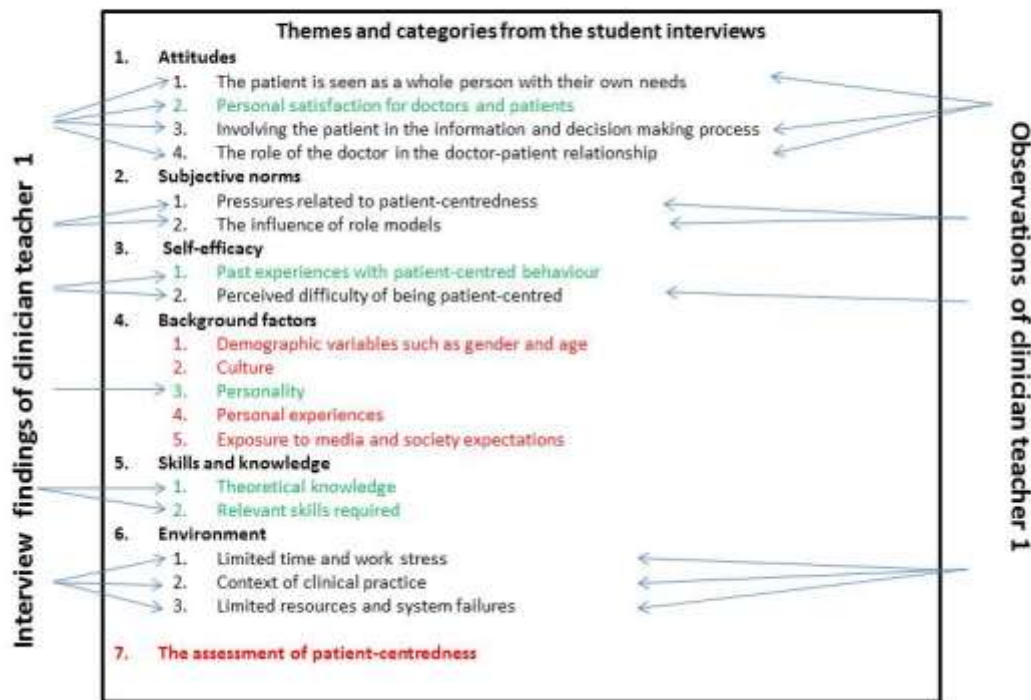 Themes and categories from the student interviews
1. Attitudes
1. The patient is seen as a whole person with their own needs
2. Personal satisfaction for doctors and patients
3. Involving the patient in the information and decision making process
4. The role of the doctor in the doctor-patient relationship
2. Subjective norms
1. Pressures related to patient-centredness
2. The influence of role models
3. Self-efficacy
1. Past experiences with patient-centred behaviour
2. Perceived difficulty of being patient-centred
4. Background factors
1. Demographic variables such as gender and age
2. Culture
3. Personality
4. Personal experiences
5. Exposure to media and society expectations
5. Skills and knowledge
1. Theoretical knowledge
2. Relevant skills required
6. Environment
1. Limited time and work stress
2. Context of clinical practice
3. Limited resources and system failures
7. The assessment of patient-centredness
Interview findings of clinician teacher 1
Observations of clinician teacher 1